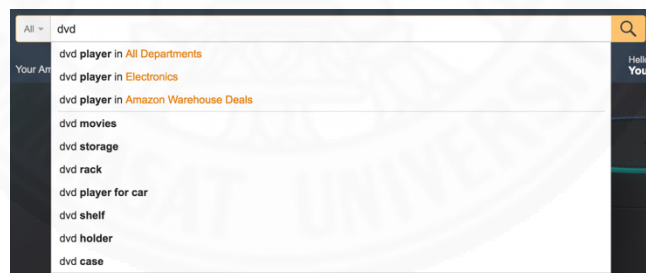 All dvd
dvd player in All Departments
Your Am
Hello
You
dvd player in Electronics
dvd player in Amazon Warehouse Deals
dvd movies
dvd storage
dvd rack
dvd player for car
dvd shelf
dvd holder
dvd case
UNIVERSITY